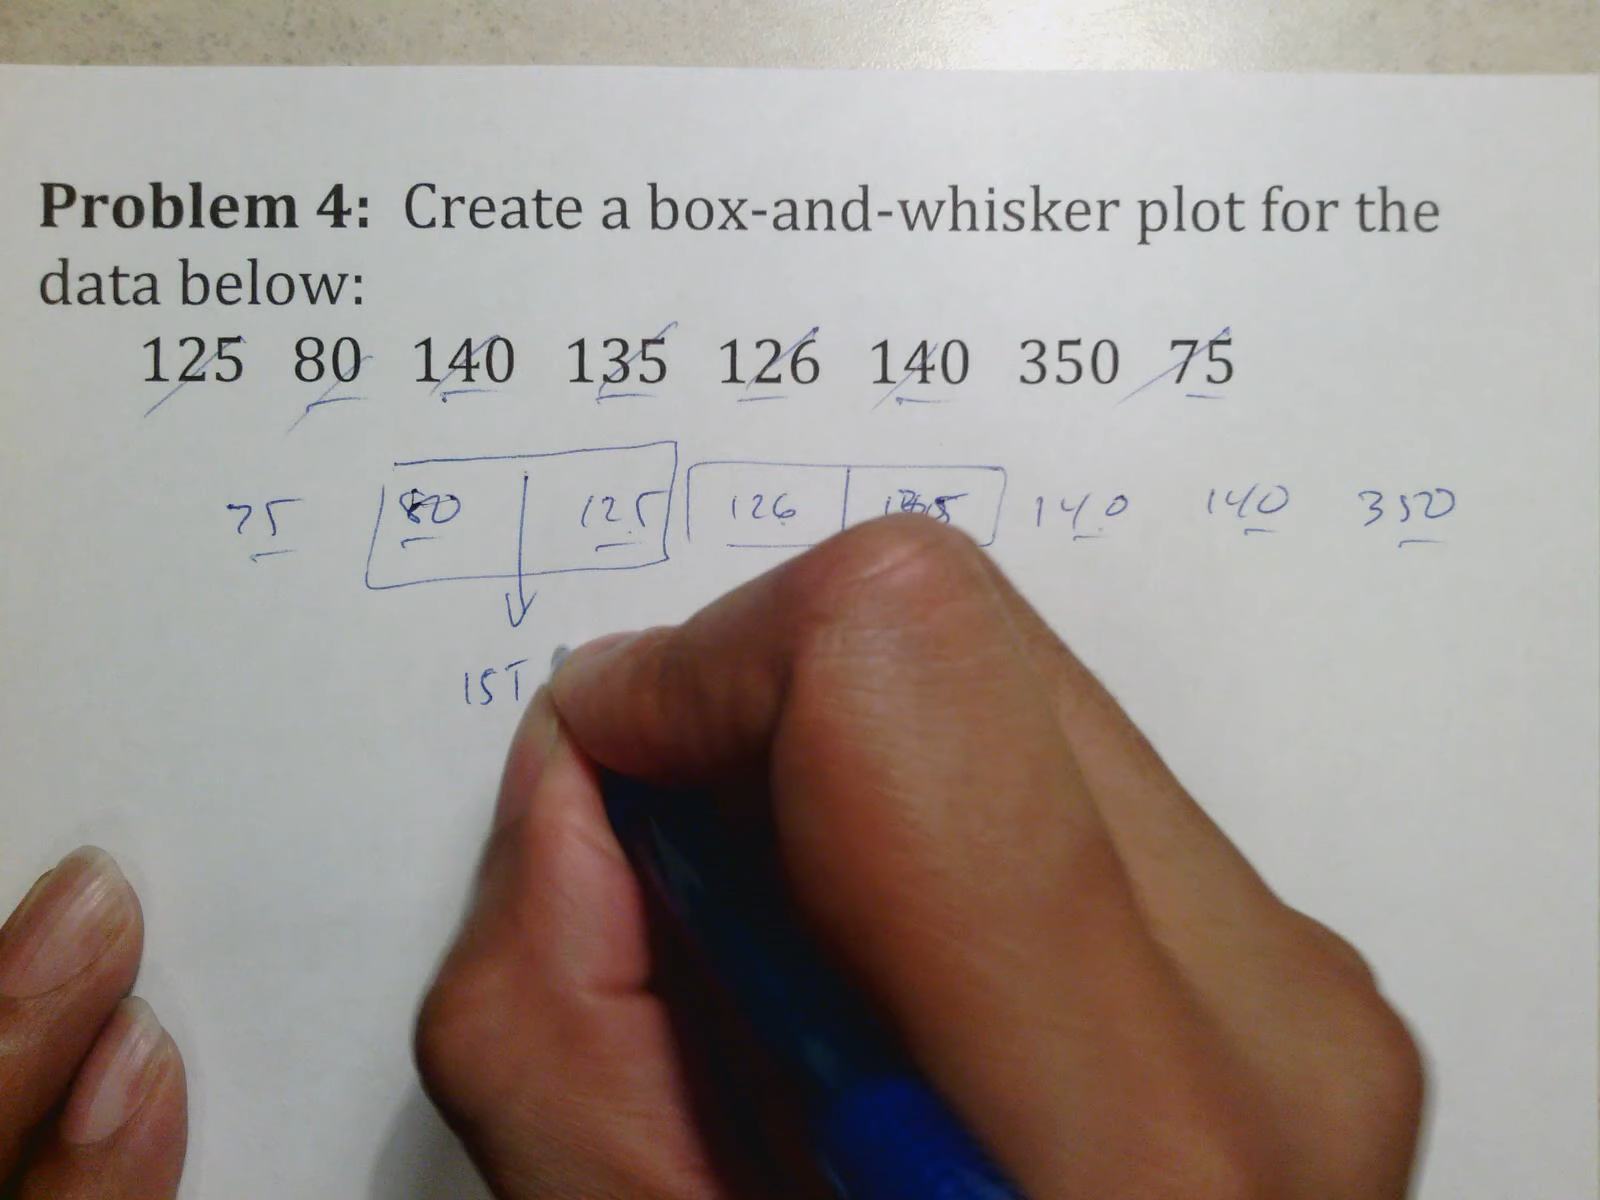 Problem 4: Create a box-and-whisker plot for the
data below:
125 80 140 135 126 140 350 75
75 80 125 126 135 140 140 350
1ST